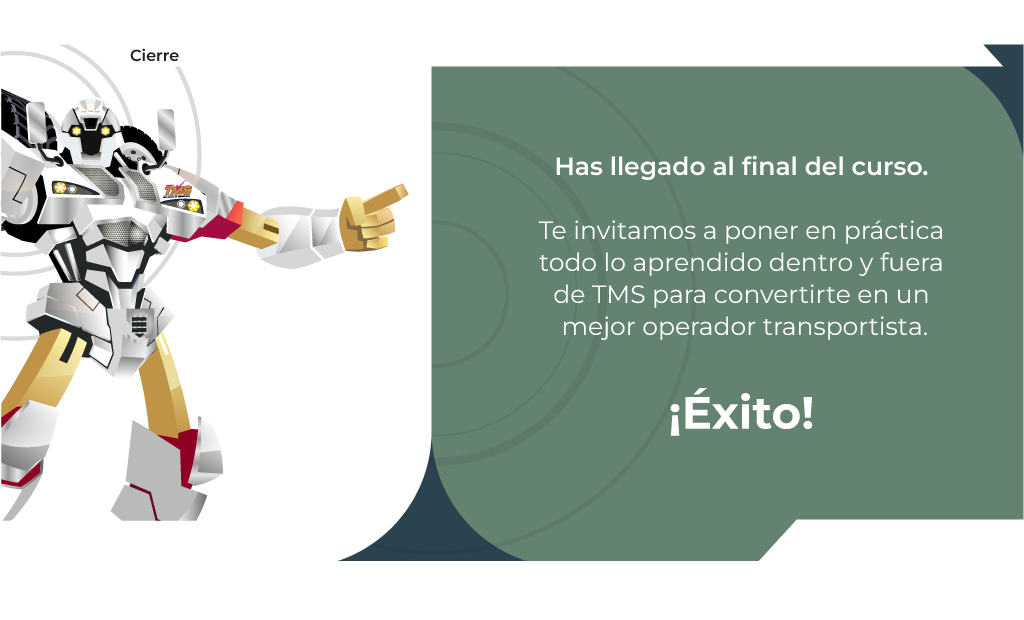 Cierre
TMS
Has llegado al final del curso.
Te invitamos a poner en práctica
todo lo aprendido dentro y fuera
de TMS para convertirte en un
mejor operador transportista.
¡Éxito!